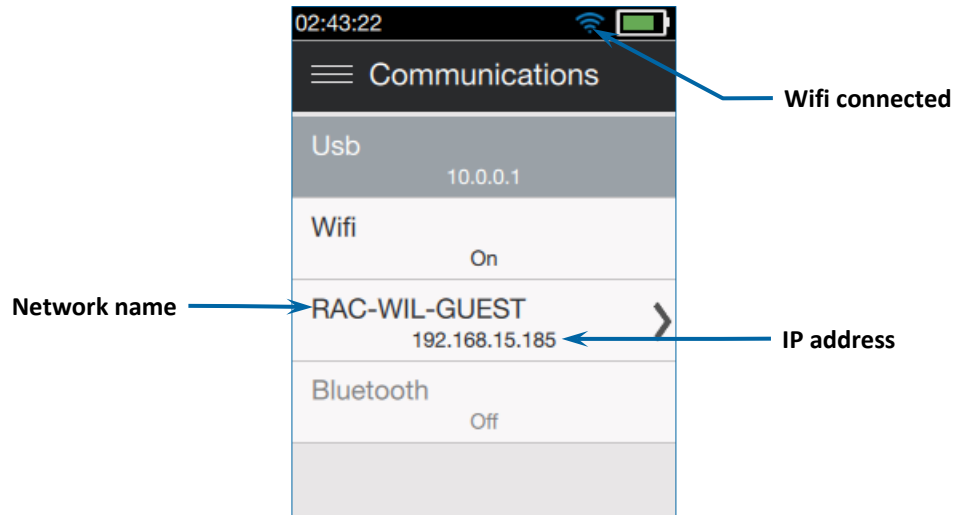 02:43:22
Communications
Wifi connected
Usb
10.0.0.1
Wifi
On
Network name
RAC-WIL-GUEST
192.168.15.185
IP address
Bluetooth
Off